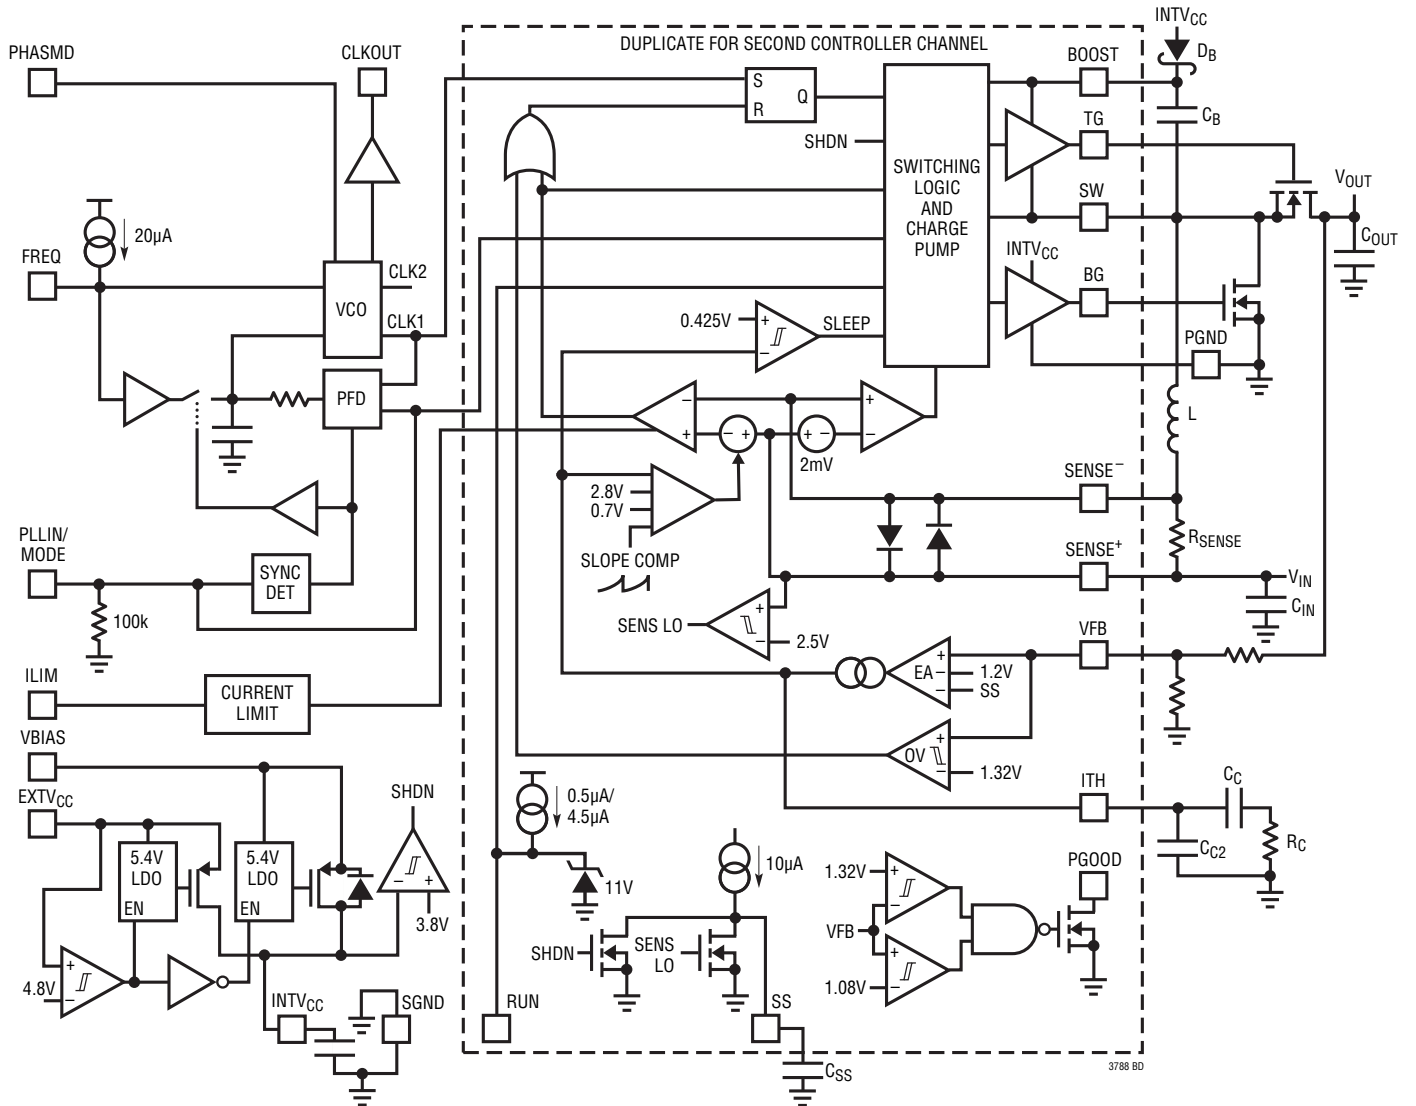 PHASMD
CLKOUT
DUPLICATE FOR SECOND CONTROLLER CHANNEL
INTVCC
DB
BOOST
CB
S
R
Q
SHDN
SWITCHING
LOGIC
AND
CHARGE
PUMP
TG
SW
VOUT
COUT
20µA
FREQ
CLK2
VCO
CLK1
INTVCC
BG
PGND
0.425V
+
−
SLEEP
PFD
−
+
− +
+ −
2mV
+
−
L
2.8V
0.7V
SLOPE COMP
SENSE−
RSENSE
SENSE+
VIN
CIN
PLLIN/
MODE
SYNC
DET
100k
SENS LO
+
−
2.5V
VFB
EA
+
−
−
1.2V
SS
ILIM
CURRENT
LIMIT
OV
+
−
1.32V
VBIAS
EXTVCC
SHDN
5.4V
LDO
EN
5.4V
LDO
EN
− +
3.8V
4.8V
+
−
INTVCC
SGND
0.5µA/
4.5µA
11V
10µA
SHDN
SENS
LO
RUN
SS
CSS
ITH
CC
CC2
RC
PGOOD
1.32V
+
−
VFB
+
−
1.08V
3788 BD